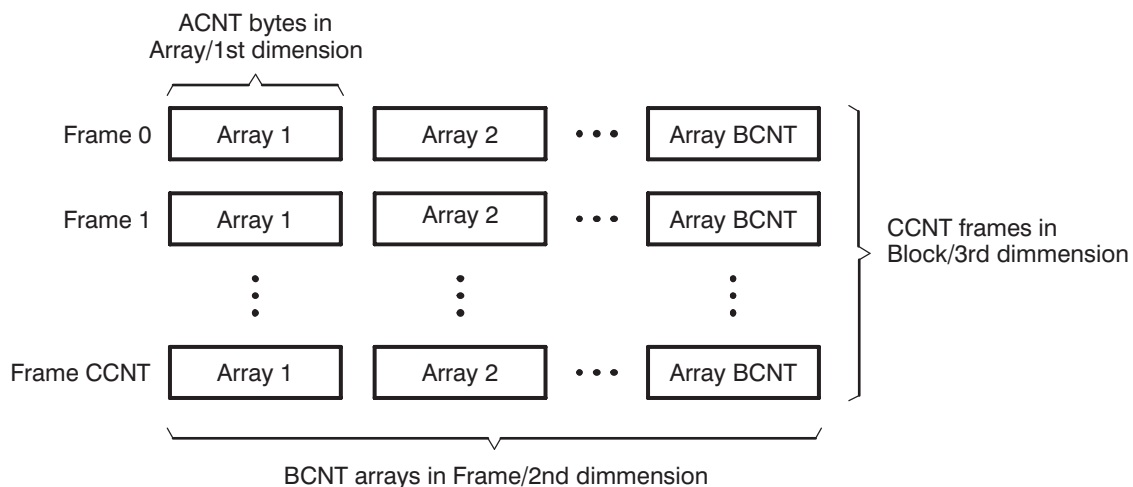 ACNT bytes in
Array/1st dimension
Frame 0
Array 1
Array 2
Array BCNT
Frame 1
Array 1
Array 2
Array BCNT
CCNT frames in
Block/3rd dimmension
Frame CCNT
Array 1
Array 2
Array BCNT
BCNT arrays in Frame/2nd dimmension